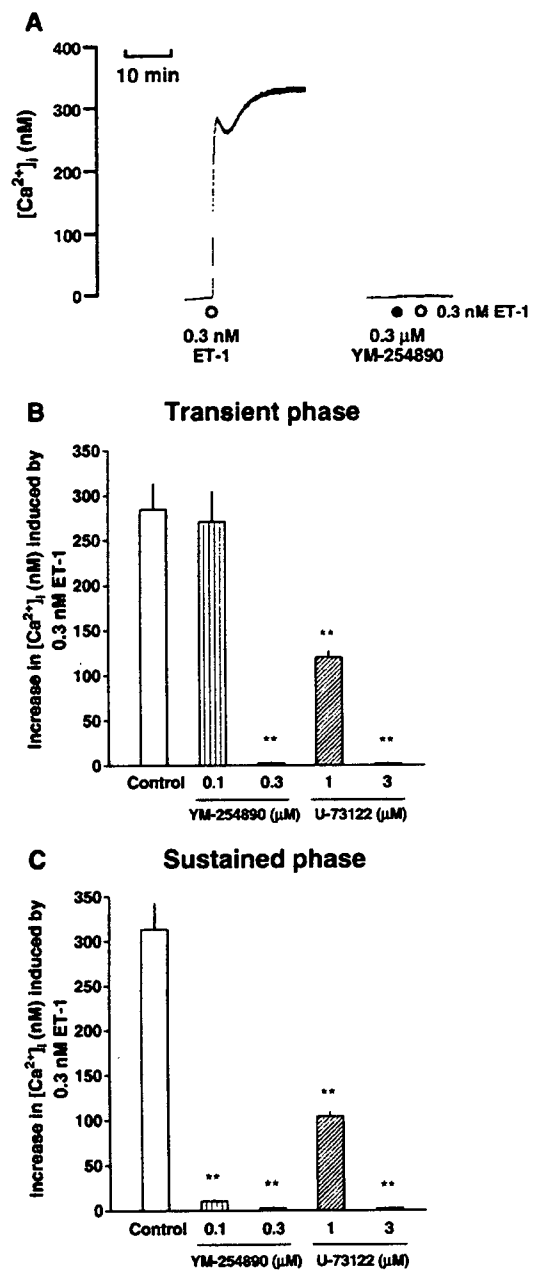 A
400
300
200
100
0
[Ca2+]i (nM)
10 min
0.3 nM
ET-1
0.3 nM ET-1
0.3 μM
YM-254890
B Transient phase
Increase in [Ca2+]i (nM) induced by
0.3 nM ET-1
350
300
250
200
150
100
50
0
**
**
**
Control 0.1 0.3 1 3
YM-254890 (μM) U-73122 (μM)
C Sustained phase
Increase in [Ca2+]i (nM) induced by
0.3 nM ET-1
350
300
250
200
150
100
50
0
**
**
**
**
Control 0.1 0.3 1 3
YM-254890 (μM) U-73122 (μM)